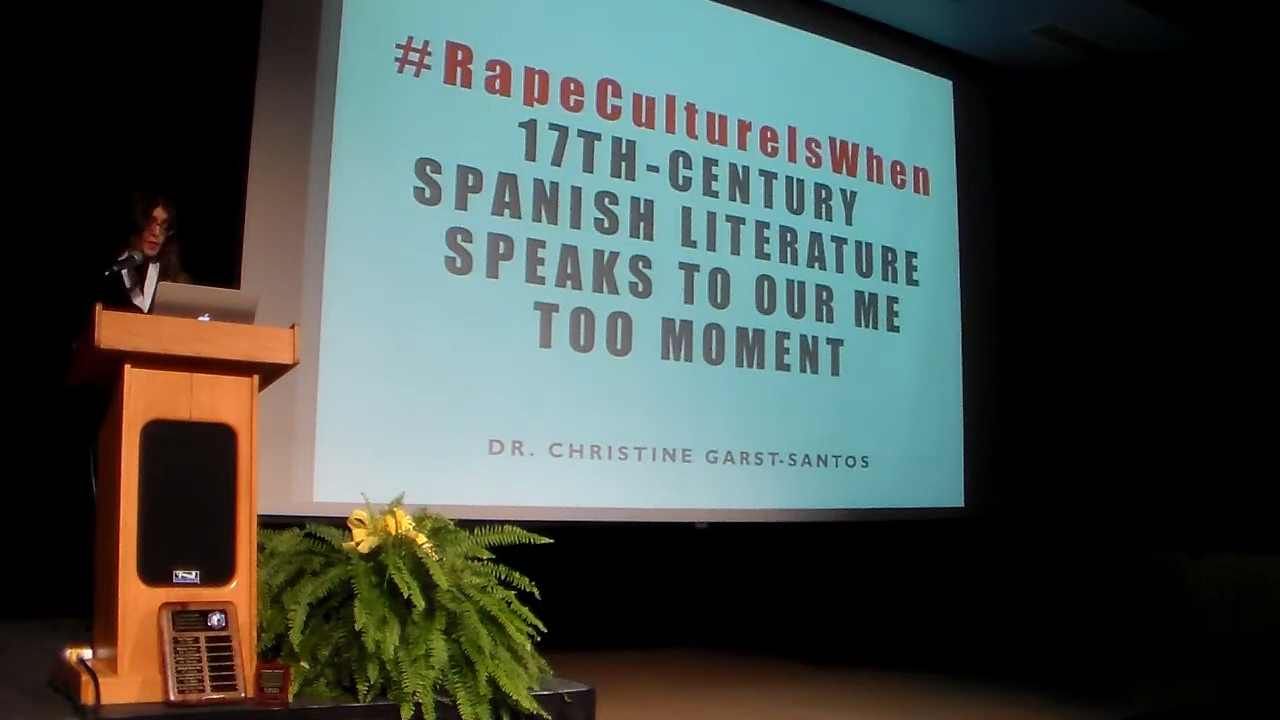 #RapeCultureIsWhen
17TH-CENTURY
SPANISH LITERATURE
SPEAKS TO OUR ME
TOO MOMENT
DR. CHRISTINE GARST-SANTOS